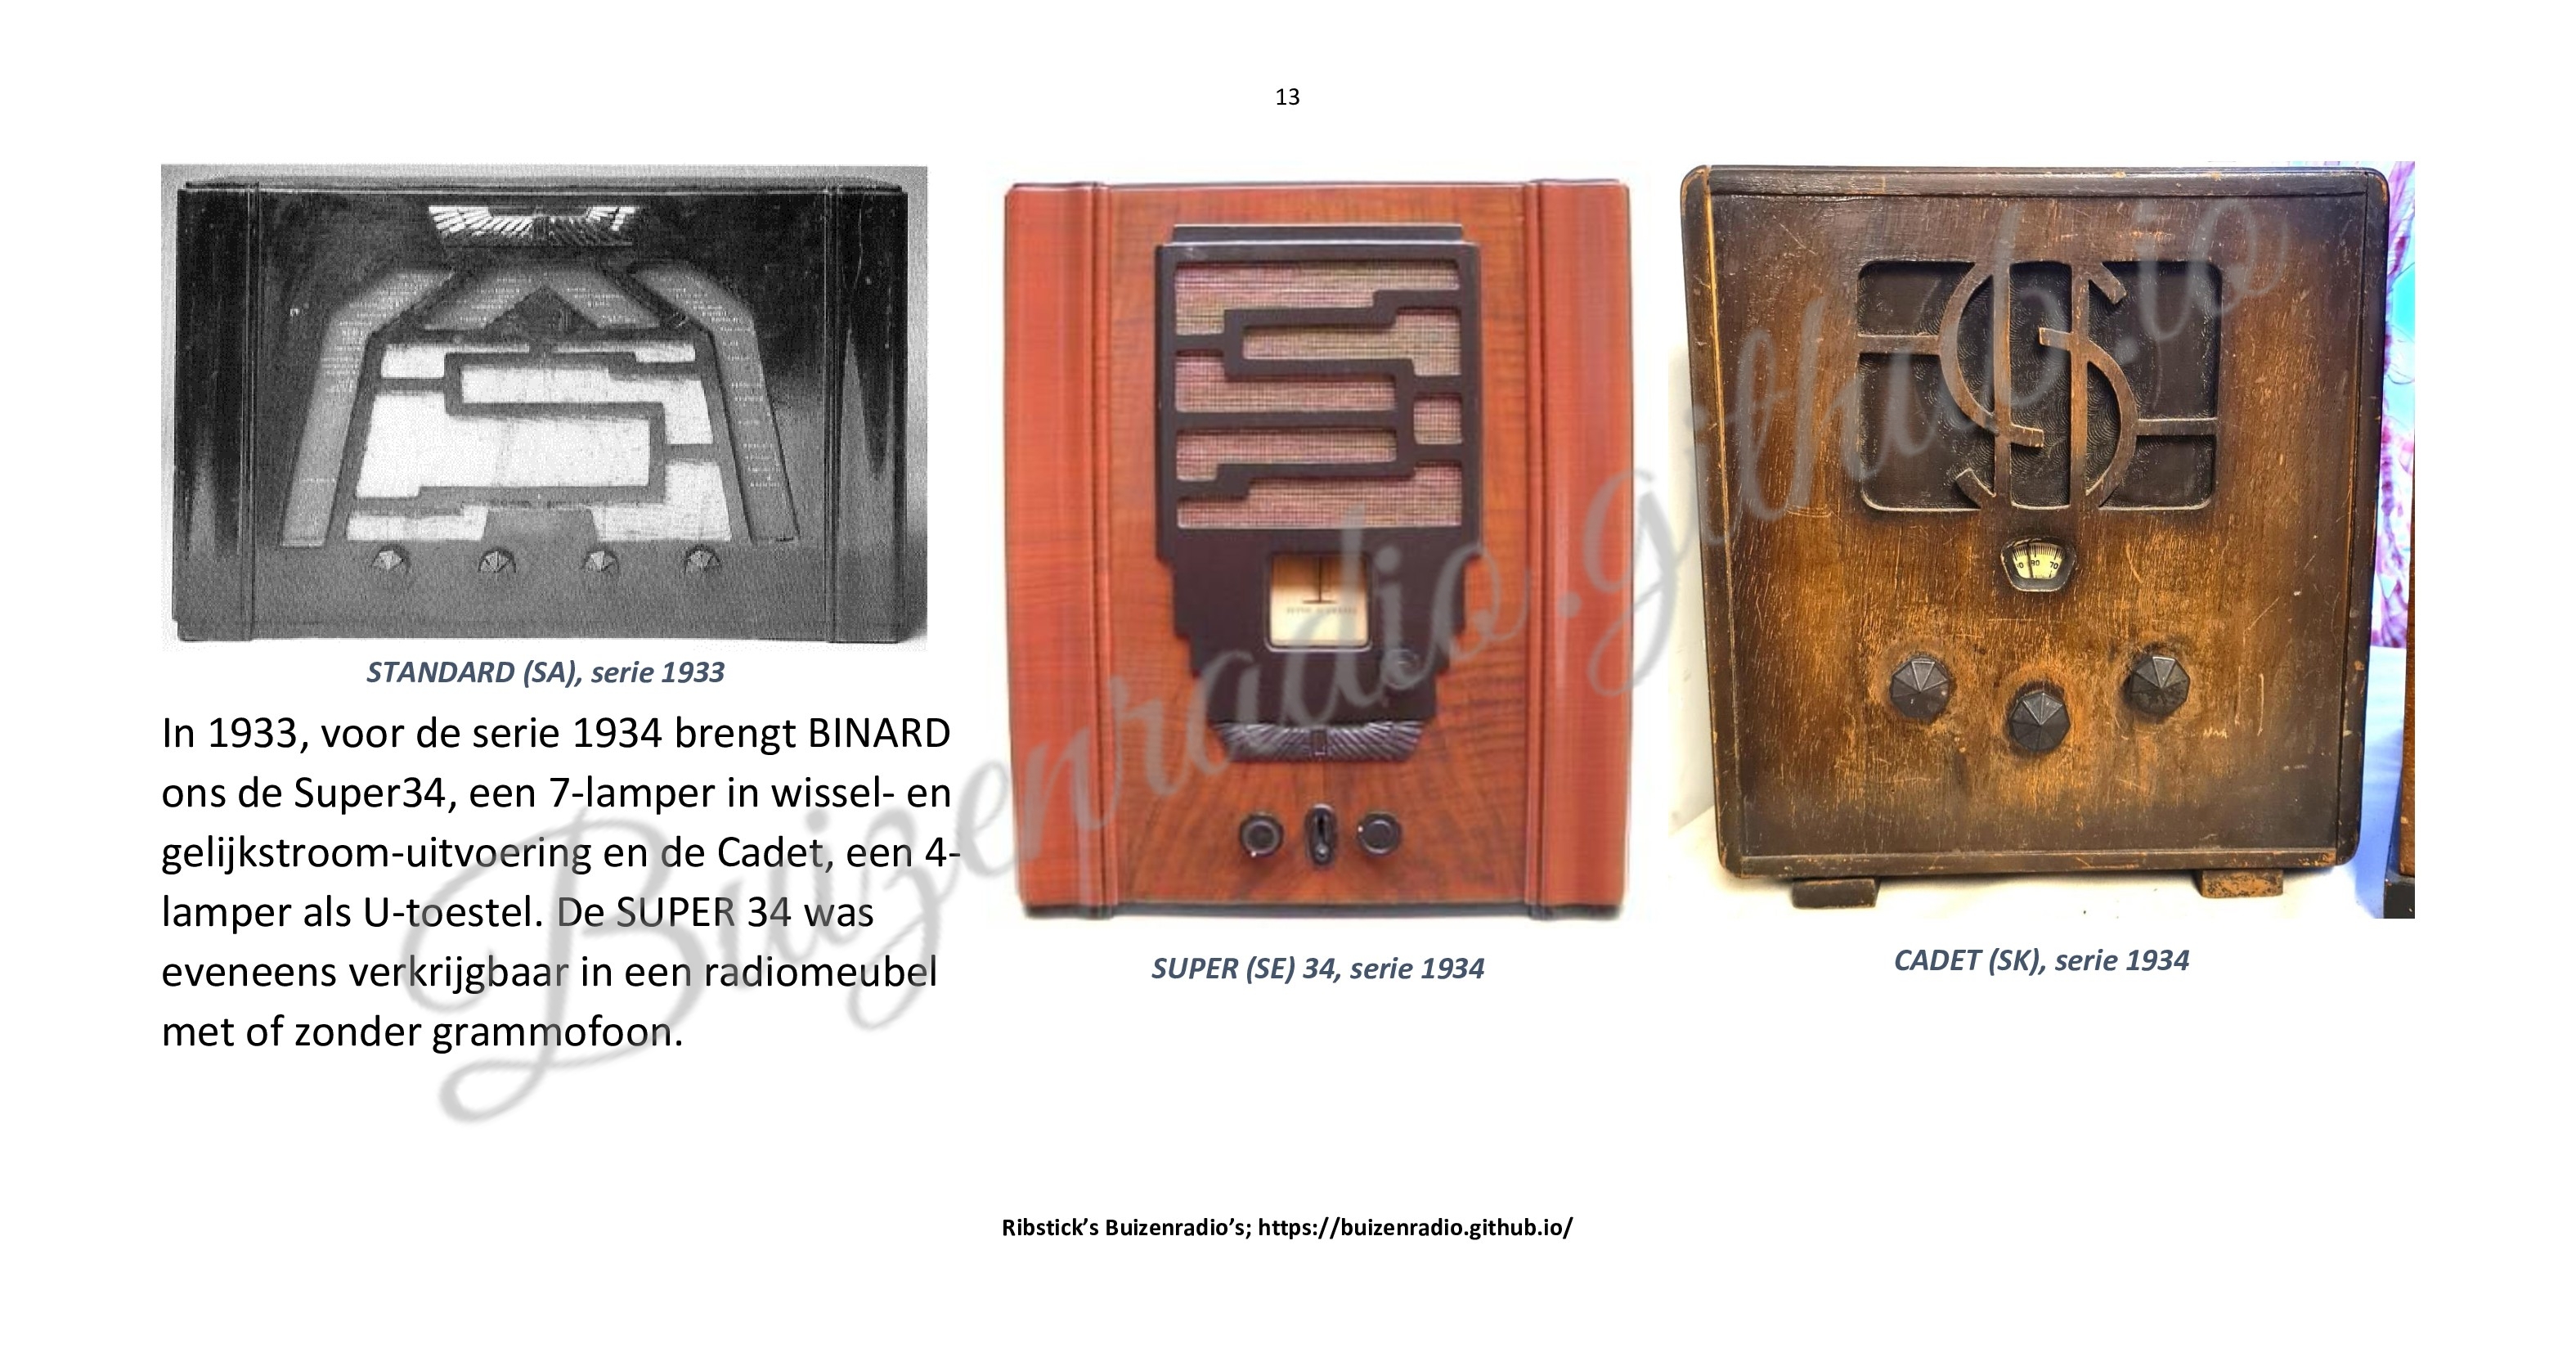 13
STANDARD (SA), serie 1933
In 1933, voor de serie 1934 brengt BINARD
ons de Super34, een 7-lamper in wissel- en
gelijkstroom-uitvoering en de Cadet, een 4-
lamper als U-toestel. De SUPER 34 was
eveneens verkrijgbaar in een radiomeubel
met of zonder grammofoon.
SUPER (SE) 34, serie 1934
CADET (SK), serie 1934
Buizenradio.github.io
Ribstick’s Buizenradio’s; https://buizenradio.github.io/